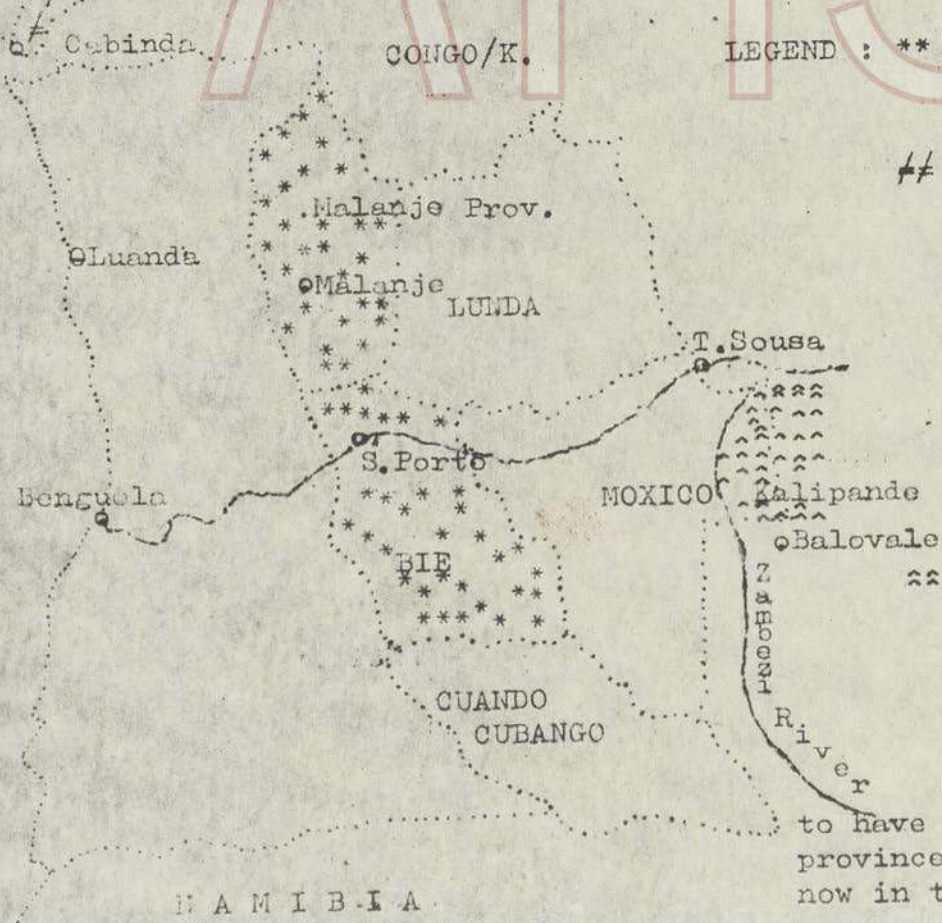 Cabinda
CONGO/K.
LEGEND : **
.Malanje Prov.
Luanda
Malanje
LUNDA
T.Sousa
S.Porto
Benguela
MOXICO
Kalipande
Balovale
BIE
Zambezi
River
CUANDO
CUBANGO
to have
province
now in t
NAMIBIA